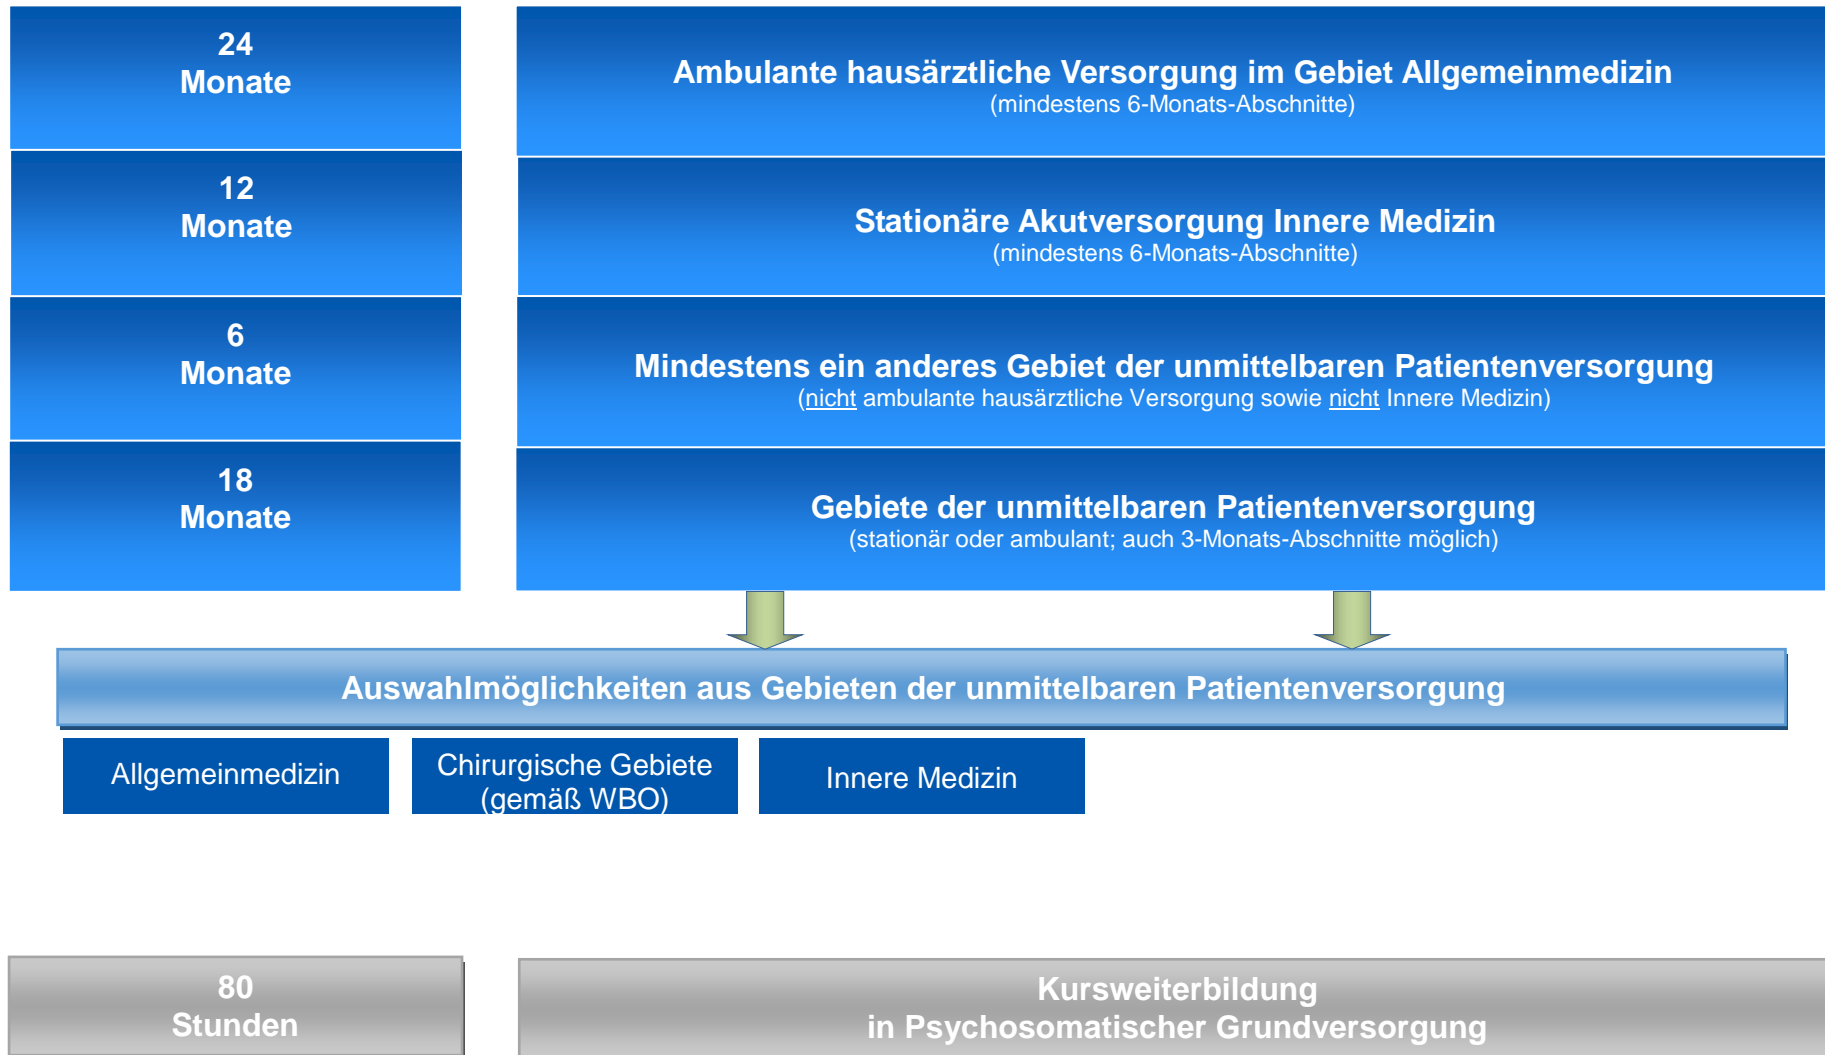 24
Monate
Ambulante hausärztliche Versorgung im Gebiet Allgemeinmedizin
(mindestens 6-Monats-Abschnitte)
12
Monate
Stationäre Akutversorgung Innere Medizin
(mindestens 6-Monats-Abschnitte)
6
Monate
Mindestens ein anderes Gebiet der unmittelbaren Patientenversorgung
(nicht ambulante hausärztliche Versorgung sowie nicht Innere Medizin)
18
Monate
Gebiete der unmittelbaren Patientenversorgung
(stationär oder ambulant; auch 3-Monats-Abschnitte möglich)
Auswahlmöglichkeiten aus Gebieten der unmittelbaren Patientenversorgung
Allgemeinmedizin
Chirurgische Gebiete
(gemäß WBO)
Innere Medizin
80
Stunden
Kursweiterbildung
in Psychosomatischer Grundversorgung